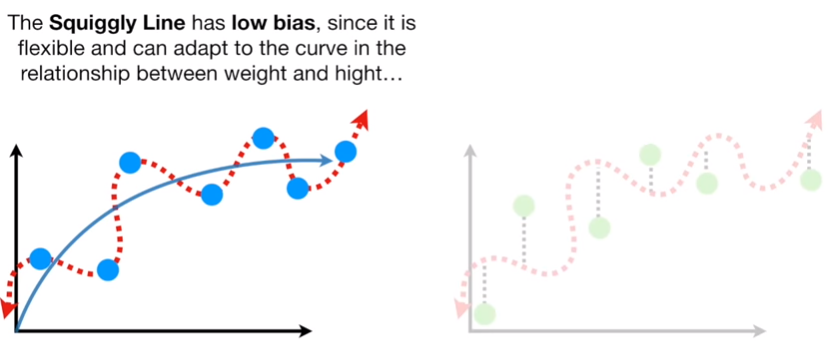 The Squiggly Line has low bias, since it is
flexible and can adapt to the curve in the
relationship between weight and hight…